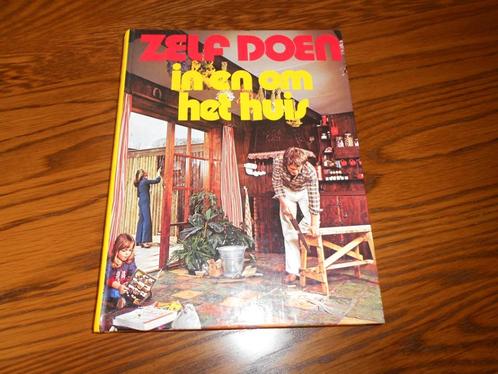 ZELF DOEN
in en om
het huis